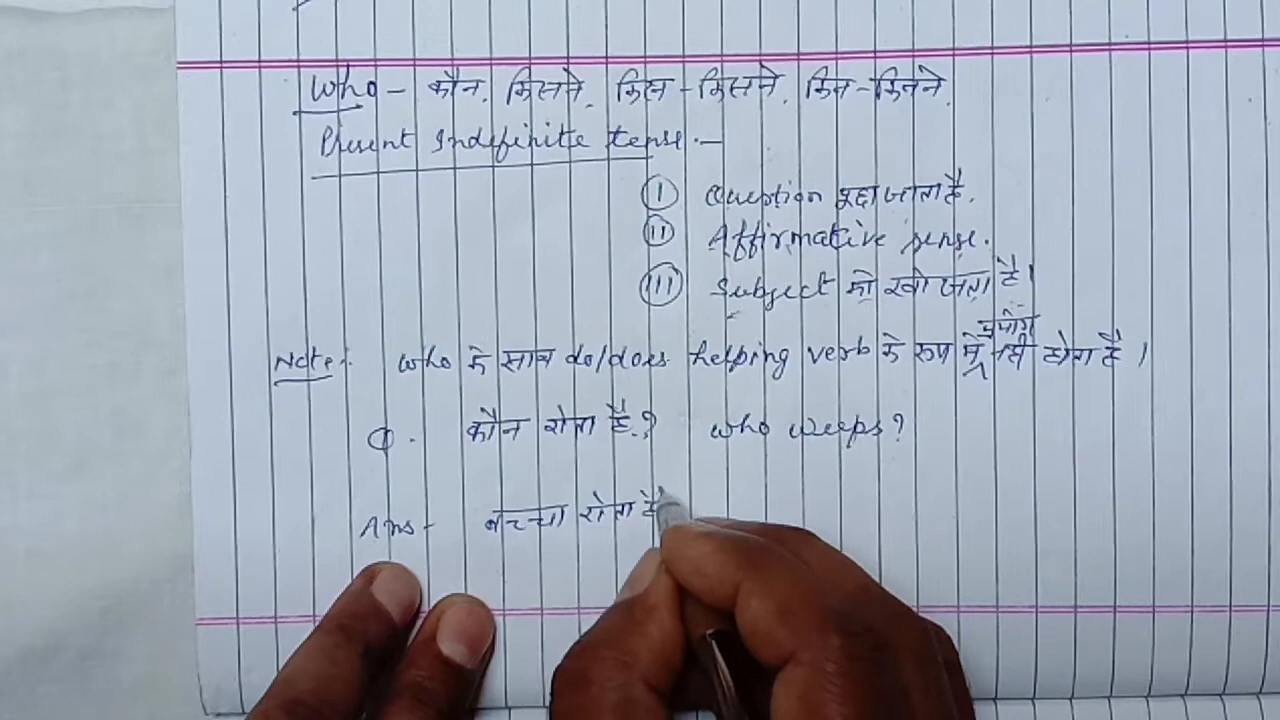 Who - कौन, किसने, किस-किसने, किन-किनने
Present Indefinite tense :-
(I) Question पूछा जाता है.
(II) Affirmative sense.
(III) Subject को खोजता है।
Note :- Who के साथ do/does helping verb के रूप में प्रयोग नहीं होता है।
Q. कौन रोता है? who weeps?
Ans - बच्चा रोता है